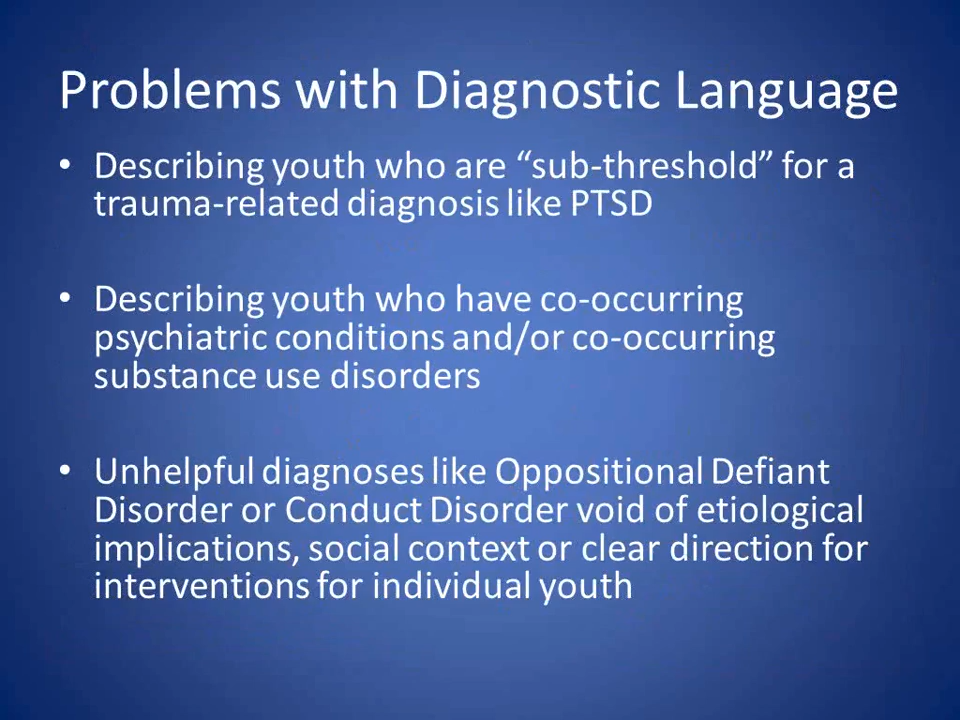 Problems with Diagnostic Language
• Describing youth who are “sub-threshold” for a
trauma-related diagnosis like PTSD
• Describing youth who have co-occurring
psychiatric conditions and/or co-occurring
substance use disorders
• Unhelpful diagnoses like Oppositional Defiant
Disorder or Conduct Disorder void of etiological
implications, social context or clear direction for
interventions for individual youth